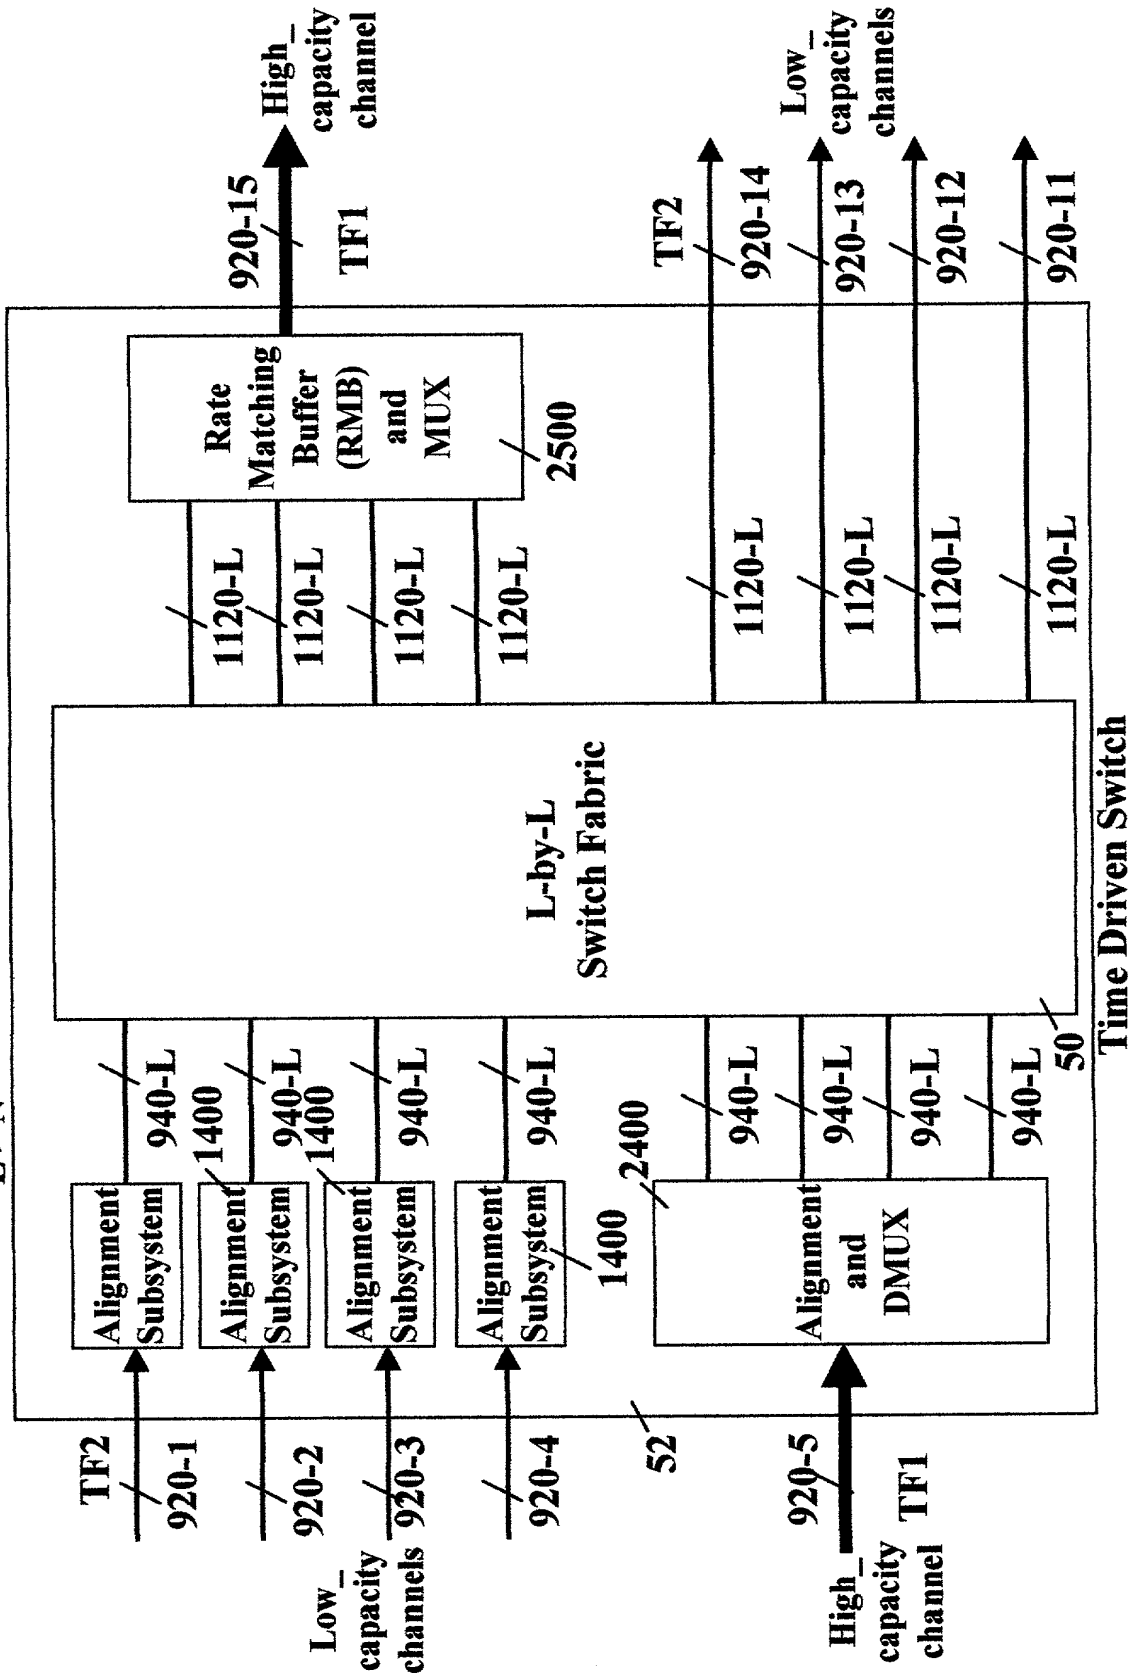 TF2
920-1
920-2
920-3
920-4
Low_
capacity
channels
920-5
TF1
High_
capacity
channel
52
Alignment
Subsystem
Alignment
Subsystem
Alignment
Subsystem
Alignment
Subsystem
1400
1400
1400
Alignment
and
DMUX
2400
940-L
940-L
940-L
940-L
940-L
940-L
940-L
940-L
L-by-L
Switch Fabric
50
Time Driven Switch
1120-L
1120-L
1120-L
1120-L
1120-L
1120-L
1120-L
1120-L
Rate
Matching
Buffer
(RMB)
and
MUX
2500
920-15
TF1
High_
capacity
channel
TF2
920-14
920-13
920-12
920-11
Low_
capacity
channels